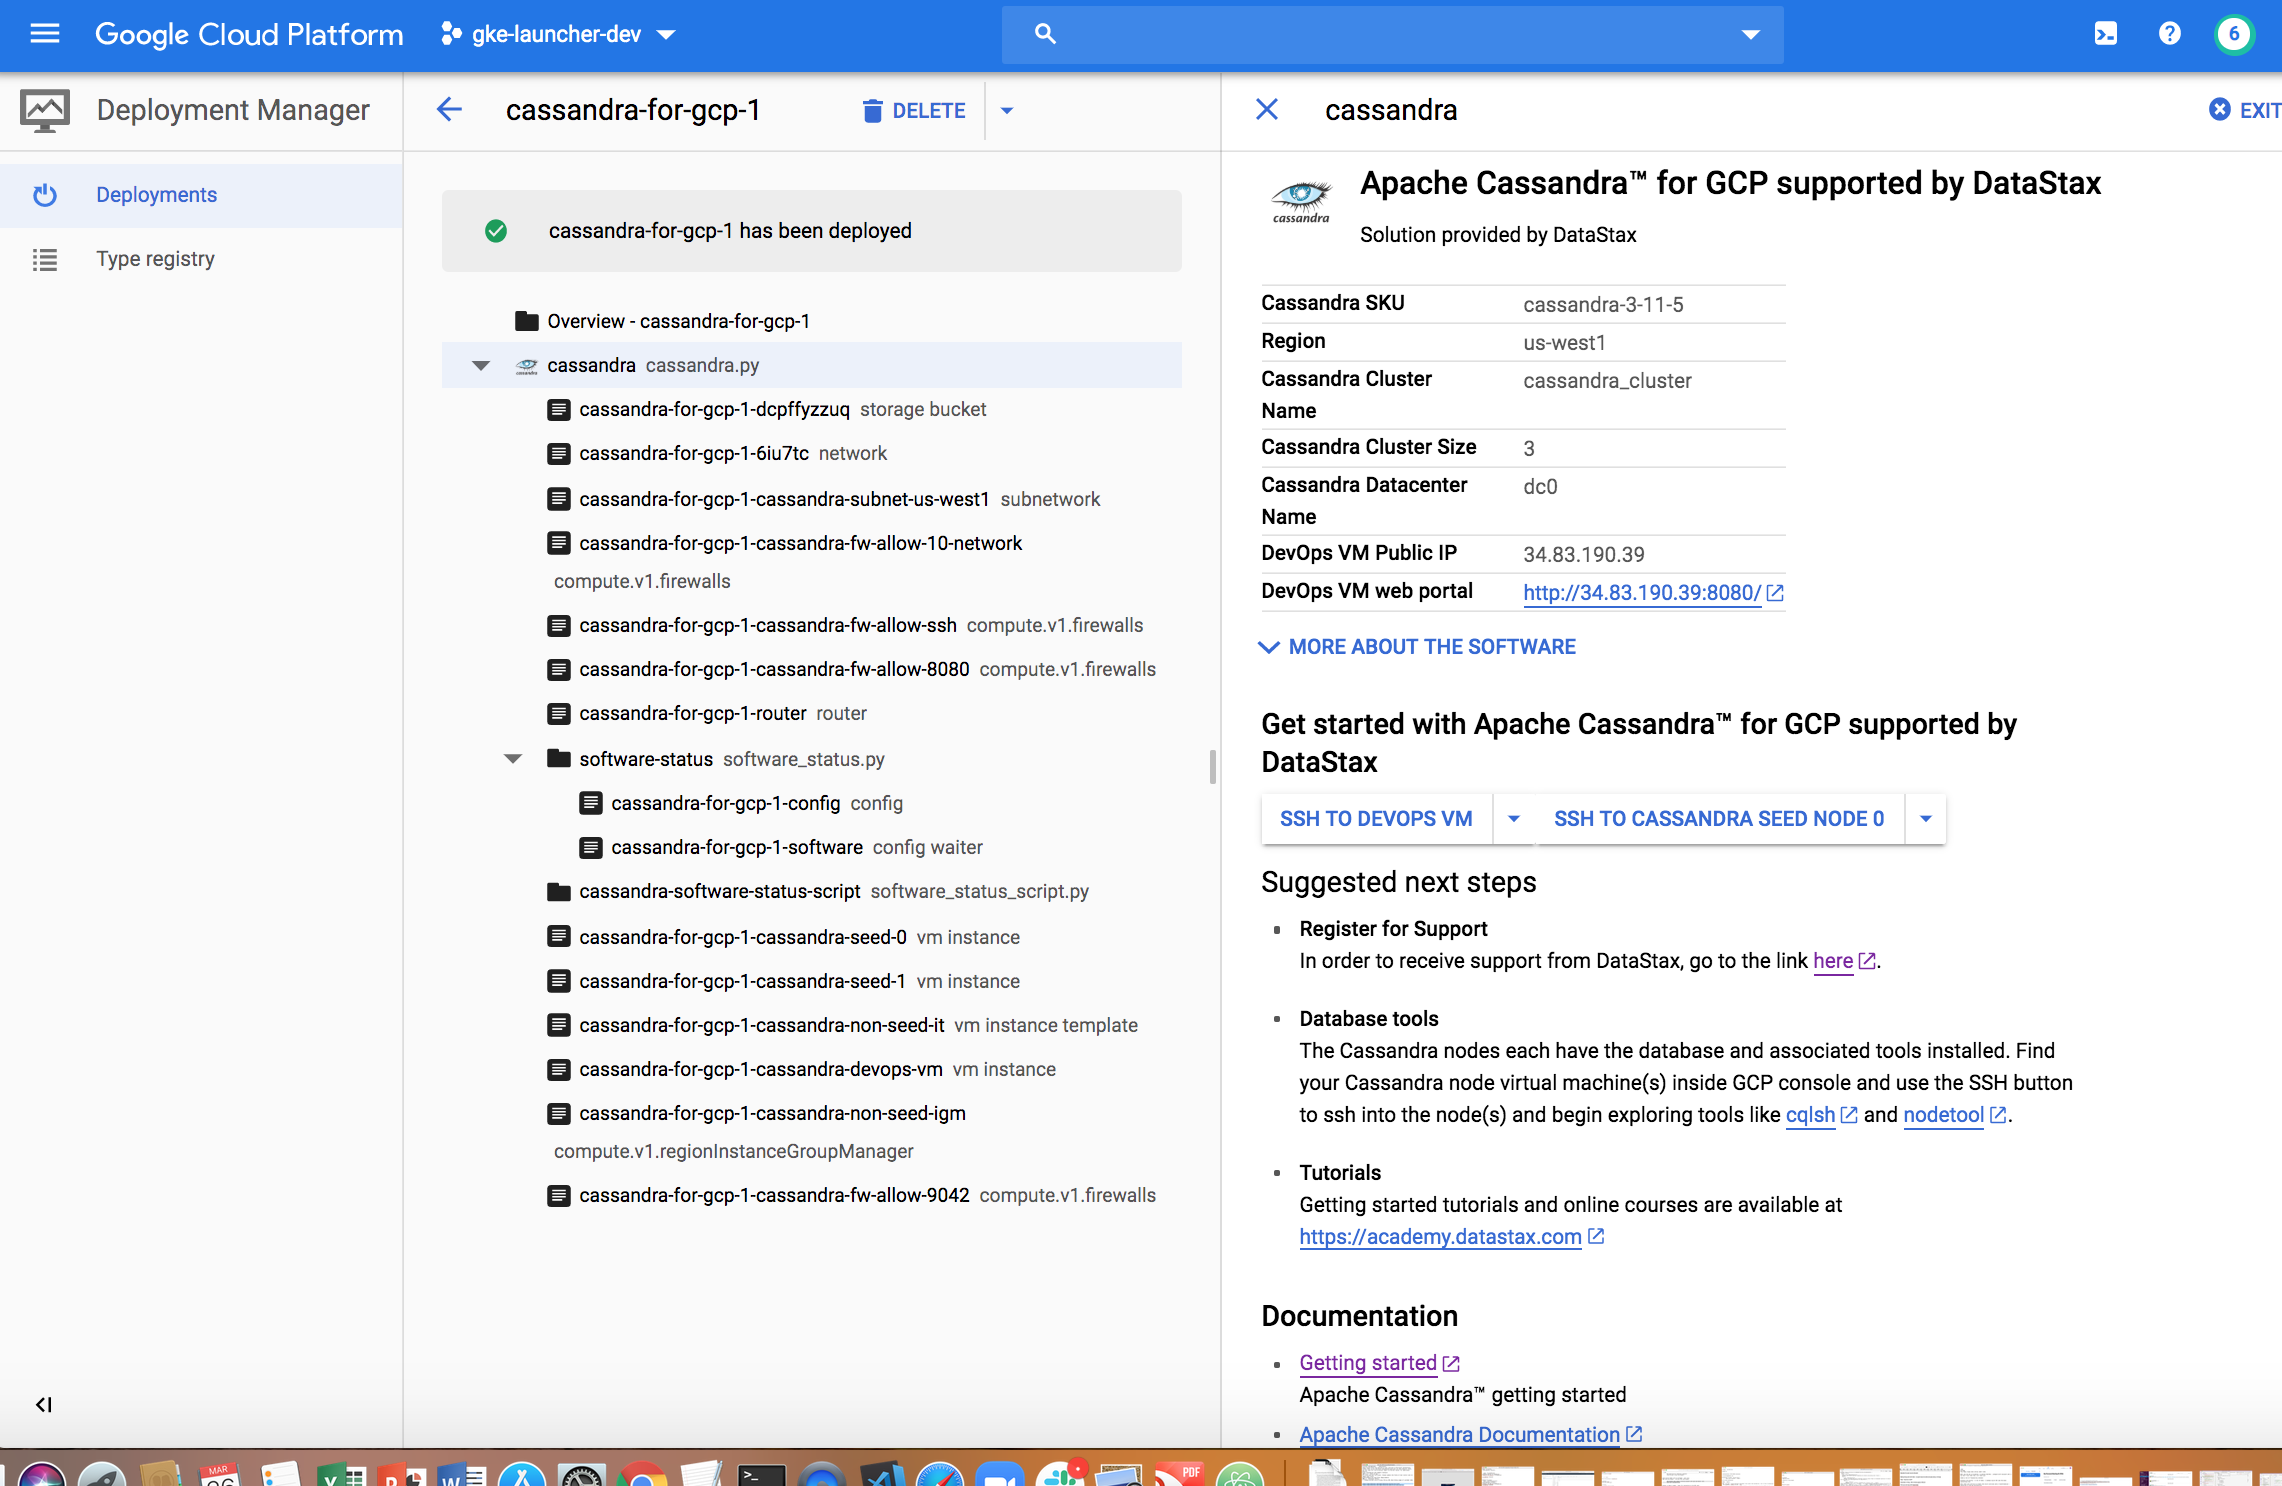 Google Cloud Platform
gke-launcher-dev
6
Deployment Manager
Deployments
Type registry
cassandra-for-gcp-1
DELETE
cassandra-for-gcp-1 has been deployed
Overview - cassandra-for-gcp-1
cassandra cassandra.py
cassandra-for-gcp-1-dcpffyzzuq storage bucket
cassandra-for-gcp-1-6iu7tc network
cassandra-for-gcp-1-cassandra-subnet-us-west1 subnetwork
cassandra-for-gcp-1-cassandra-fw-allow-10-network
compute.v1.firewalls
cassandra-for-gcp-1-cassandra-fw-allow-ssh compute.v1.firewalls
cassandra-for-gcp-1-cassandra-fw-allow-8080 compute.v1.firewalls
cassandra-for-gcp-1-router router
software-status software_status.py
cassandra-for-gcp-1-config config
cassandra-for-gcp-1-software config waiter
cassandra-software-status-script software_status_script.py
cassandra-for-gcp-1-cassandra-seed-0 vm instance
cassandra-for-gcp-1-cassandra-seed-1 vm instance
cassandra-for-gcp-1-cassandra-non-seed-it vm instance template
cassandra-for-gcp-1-cassandra-devops-vm vm instance
cassandra-for-gcp-1-cassandra-non-seed-igm
compute.v1.regionInstanceGroupManager
cassandra-for-gcp-1-cassandra-fw-allow-9042 compute.v1.firewalls
cassandra
EXIT
cassandra
Apache Cassandra™ for GCP supported by DataStax
Solution provided by DataStax
Cassandra SKU cassandra-3-11-5
Region us-west1
Cassandra Cluster cassandra_cluster
Name
Cassandra Cluster Size 3
Cassandra Datacenter dc0
Name
DevOps VM Public IP 34.83.190.39
DevOps VM web portal http://34.83.190.39:8080/
MORE ABOUT THE SOFTWARE
Get started with Apache Cassandra™ for GCP supported by
DataStax
SSH TO DEVOPS VM SSH TO CASSANDRA SEED NODE 0
Suggested next steps
Register for Support
In order to receive support from DataStax, go to the link here.
Database tools
The Cassandra nodes each have the database and associated tools installed. Find
your Cassandra node virtual machine(s) inside GCP console and use the SSH button
to ssh into the node(s) and begin exploring tools like cqlsh and nodetool.
Tutorials
Getting started tutorials and online courses are available at
https://academy.datastax.com
Documentation
Getting started
Apache Cassandra™ getting started
Apache Cassandra Documentation
MAR
PDF